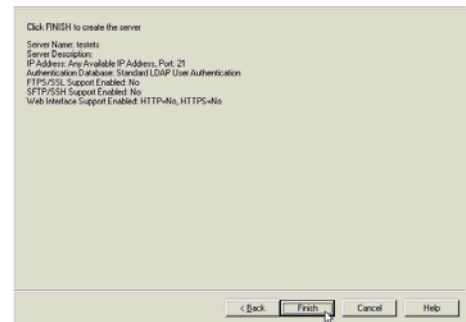 Click FINISH to create the server
Server Name: testets
Server Description:
IP Address: Any Available IP Address, Port: 21
Authentication Database: Standard LDAP User Authentication
FTPS/SSL Support Enabled: No
SFTP/SSH Support Enabled: No
Web Interface Support Enabled: HTTP=No, HTTPS=No
< Back Finish Cancel Help